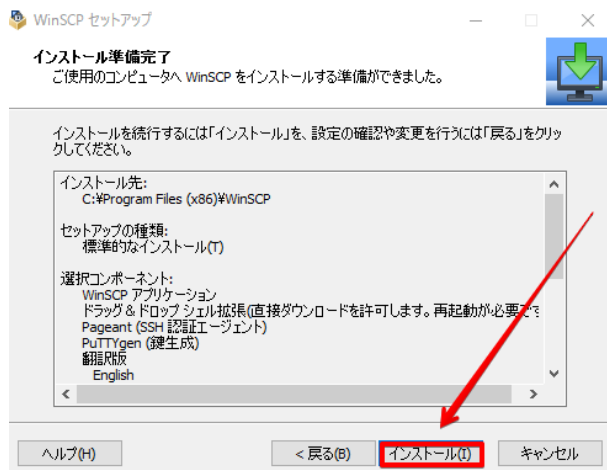 WinSCP セットアップ
インストール準備完了
ご使用のコンピュータへ WinSCP をインストールする準備ができました。
インストールを続行するには「インストール」を、設定の確認や変更を行うには「戻る」をクリッ
クしてください。
インストール先:
C:¥Program Files (x86)¥WinSCP
セットアップの種類:
標準的なインストール(T)
選択コンポーネント:
WinSCP アプリケーション
ドラッグ & ドロップ シェル拡張(直接ダウンロードを許可します。再起動が必要です
Pageant (SSH 認証エージェント)
PuTTYgen (鍵生成)
翻訳版
English
ヘルプ(H)
< 戻る(B)
インストール(I)
キャンセル